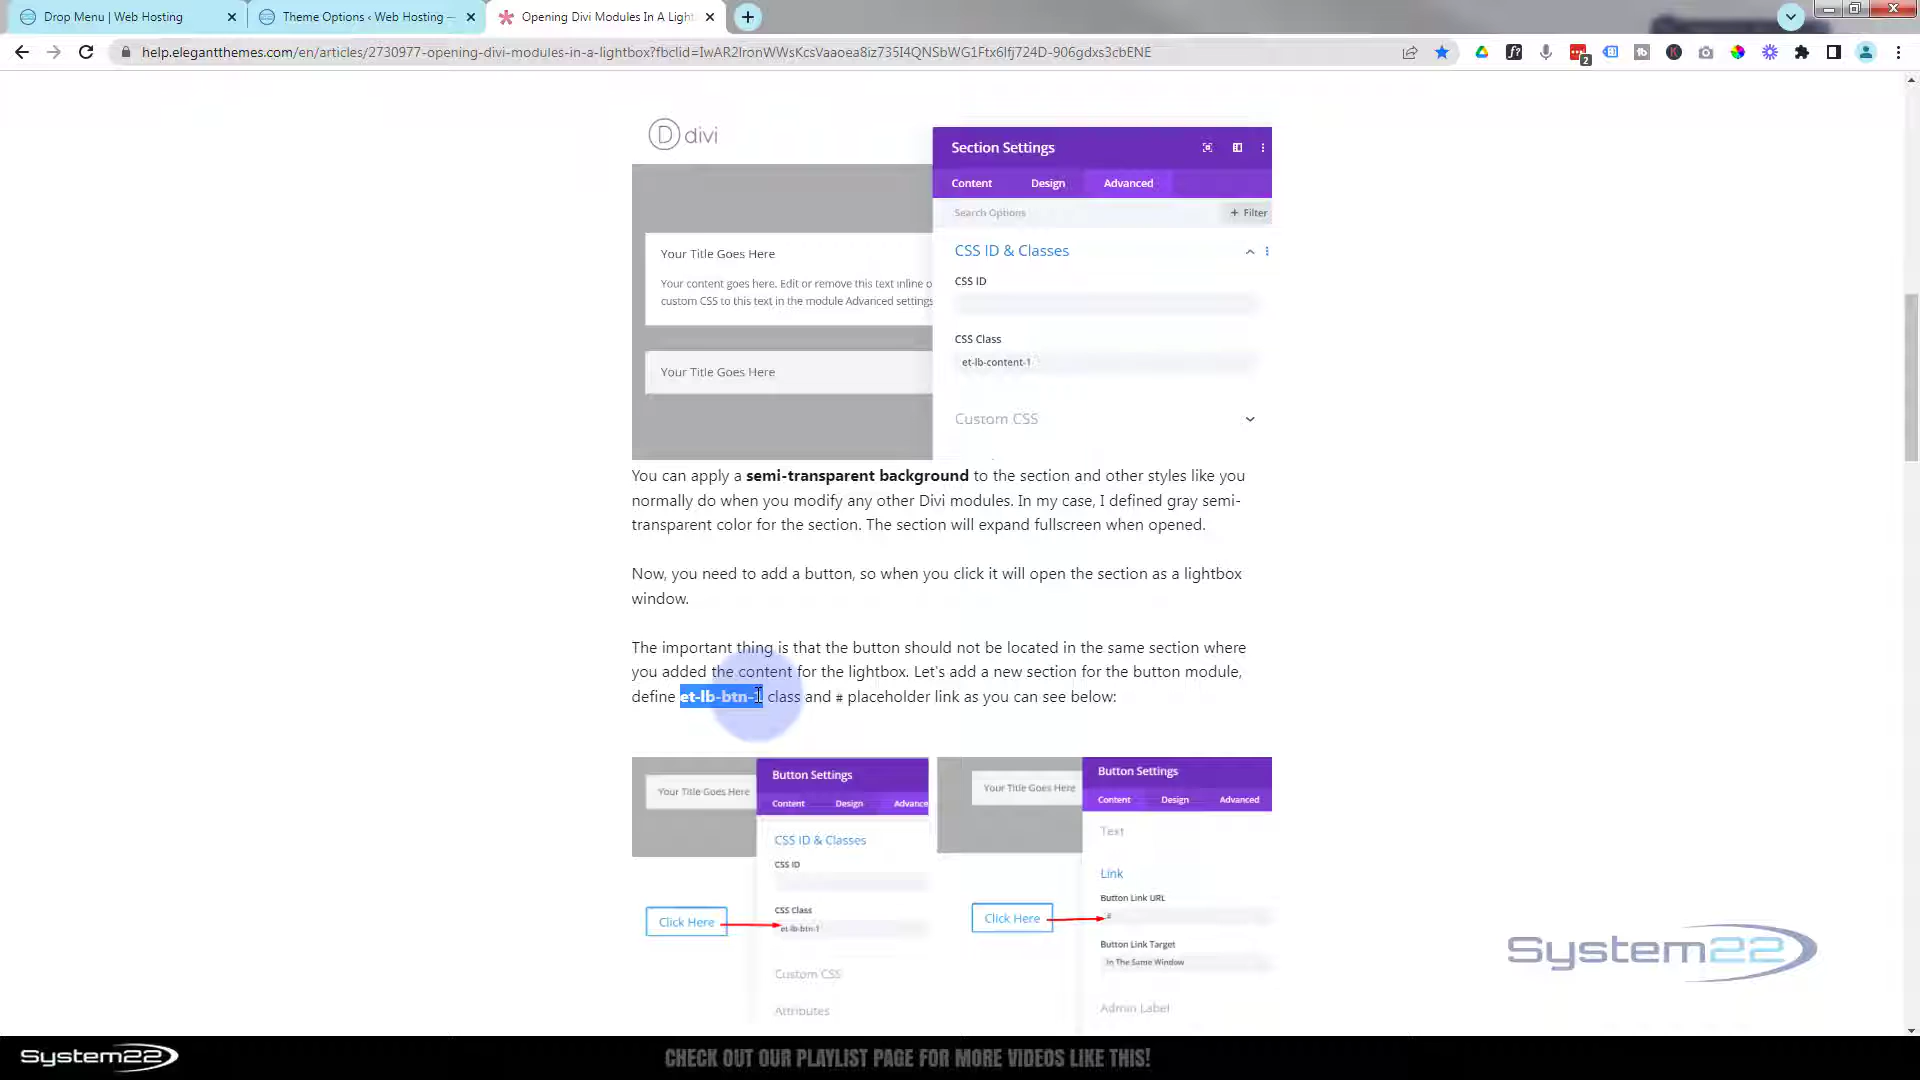 Drop Menu | Web Hosting
Theme Options ‹ Web Hosting —
Opening Divi Modules In A Light
help.elegantthemes.com/en/articles/2730977-opening-divi-modules-in-a-lightbox?fbclid=IwAR2IronWWsKcsVaaoea8iz735I4QNSbWG1Ftx6lfj724D-906gdxs3cbENE
2
D divi
Section Settings
Content Design Advanced
Search Options + Filter
Your Title Goes Here
Your content goes here. Edit or remove this text inline o
custom CSS to this text in the module Advanced settings
Your Title Goes Here
CSS ID & Classes
CSS ID
CSS Class
et-lb-content-1
Custom CSS
You can apply a semi-transparent background to the section and other styles like you
normally do when you modify any other Divi modules. In my case, I defined gray semi-
transparent color for the section. The section will expand fullscreen when opened.
Now, you need to add a button, so when you click it will open the section as a lightbox
window.
The important thing is that the button should not be located in the same section where
you added the content for the lightbox. Let's add a new section for the button module,
define et-lb-btn-1 class and # placeholder link as you can see below:
Your Title Goes Here
Button Settings
Content Design Advance
CSS ID & Classes
CSS ID
CSS Class
et-lb-btn-1
Click Here
Custom CSS
Attributes
Your Title Goes Here
Button Settings
Content Design Advanced
Text
Link
Button Link URL
#
Click Here
Button Link Target
In The Same Window
Admin Label
System22
System22
CHECK OUT OUR PLAYLIST PAGE FOR MORE VIDEOS LIKE THIS!